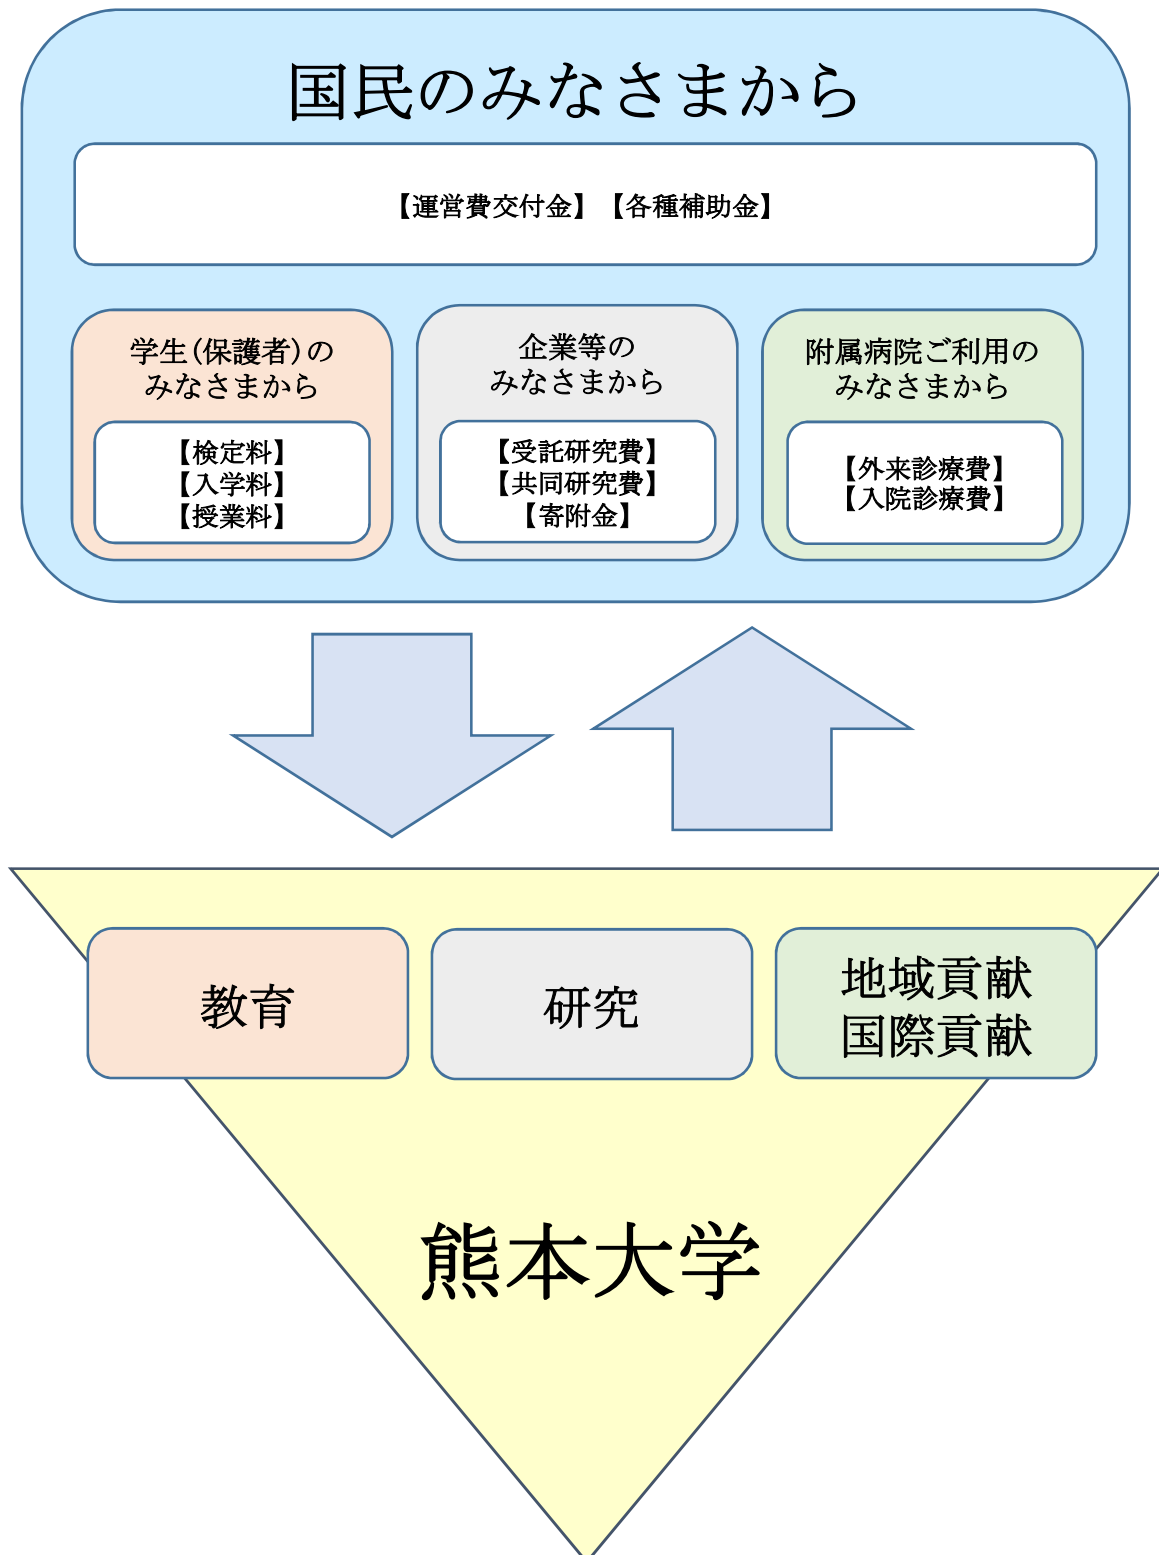 国民のみなさまから
【運営費交付金】【各種補助金】
学生(保護者)の
みなさまから
【検定料】
【入学料】
【授業料】
企業等の
みなさまから
【受託研究費】
【共同研究費】
【寄附金】
附属病院ご利用の
みなさまから
【外来診療費】
【入院診療費】
教育
研究
地域貢献
国際貢献
熊本大学